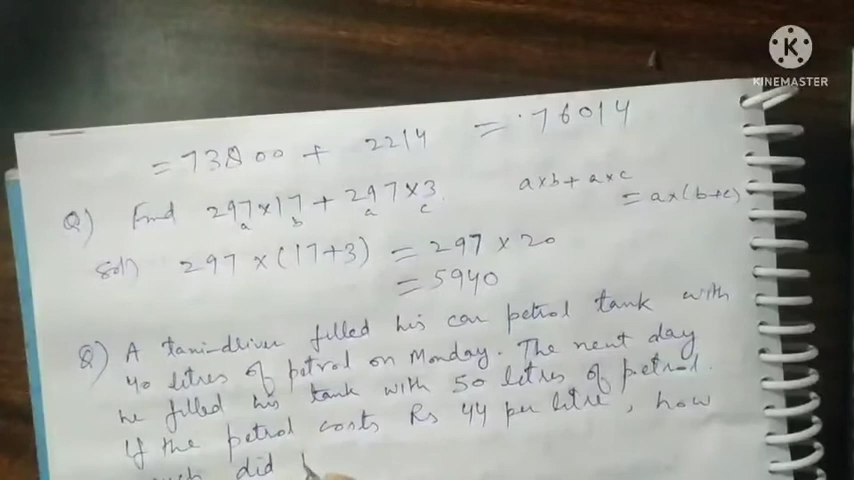 = 73800 + 2214 = 76014
Q) Find 297×17 + 297×3 a×b + a×c
a b a c = a×(b+c)
Sol) 297 × (17+3) = 297 × 20
= 5940
Q) A taxi-driver filled his car petrol tank with
40 litres of petrol on Monday. The next day
he filled his tank with 50 litres of petrol.
If the petrol costs Rs 44 per litre, how
did
K
KINEMASTER